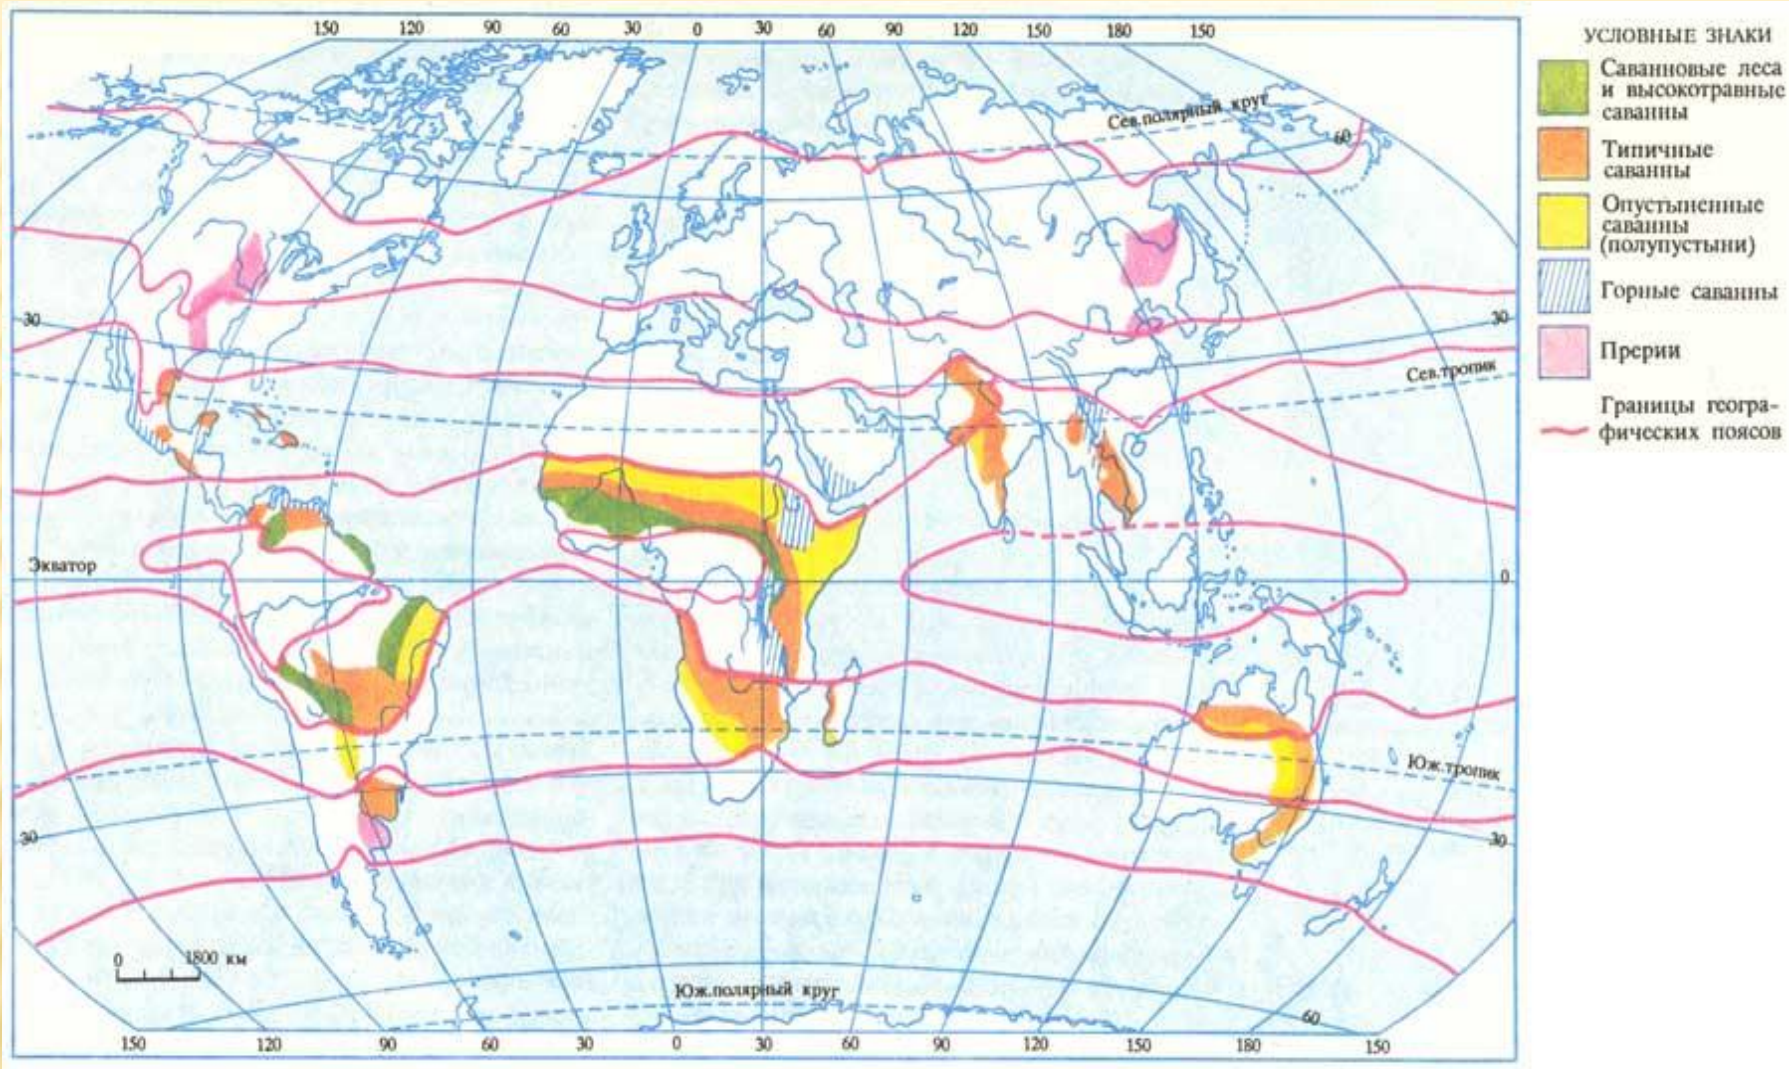 150 120 90 60 30 0 30 60 90 120 150 180 150
УСЛОВНЫЕ ЗНАКИ
Саванновые леса
и высокотравные
саванны
Типичные
саванны
Опустыненные
саванны
(полупустыни)
Горные саванны
Прерии
Границы геогра-
фических поясов
Сев.полярный круг
60
30
30
Сев.тропик
Экватор
0
Юж.тропик
30
30
0 1800 км
Юж.полярный круг
60
150 120 90 60 30 0 30 60 90 120 150 180 150